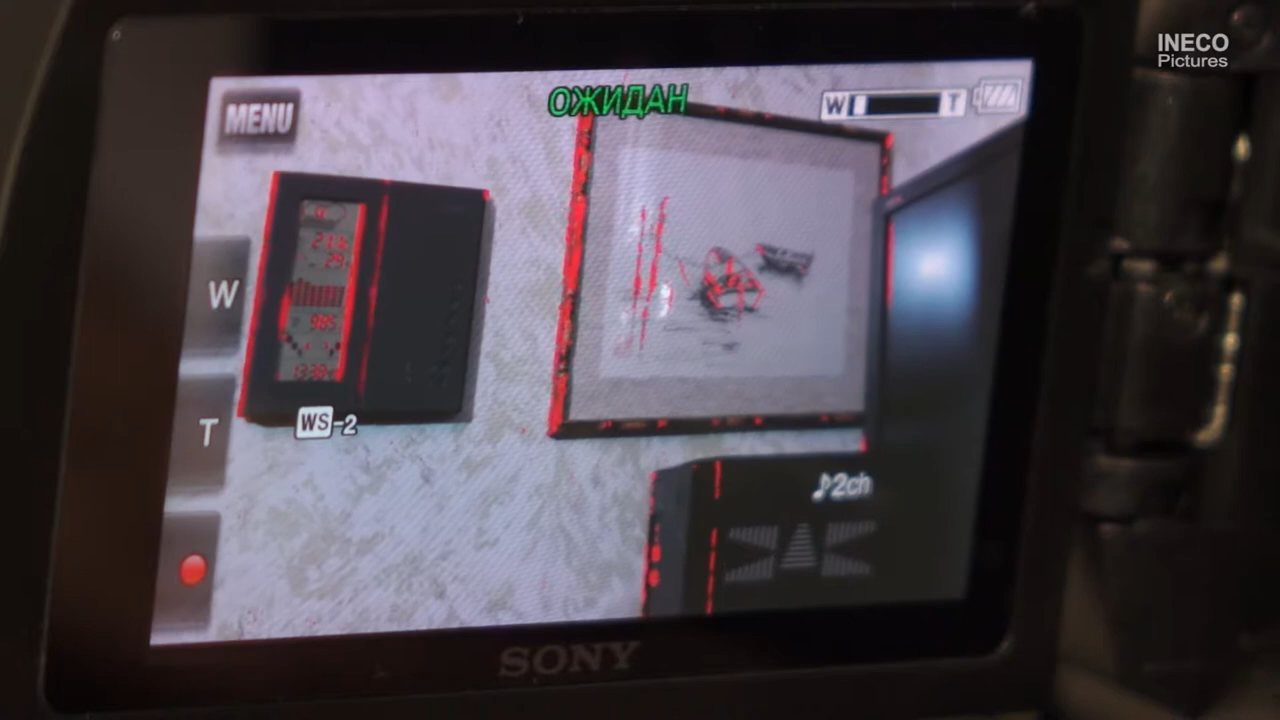 INECO
Pictures
MENU
ОЖИДАН
W T
W
WS-2
T
♪2ch
SONY